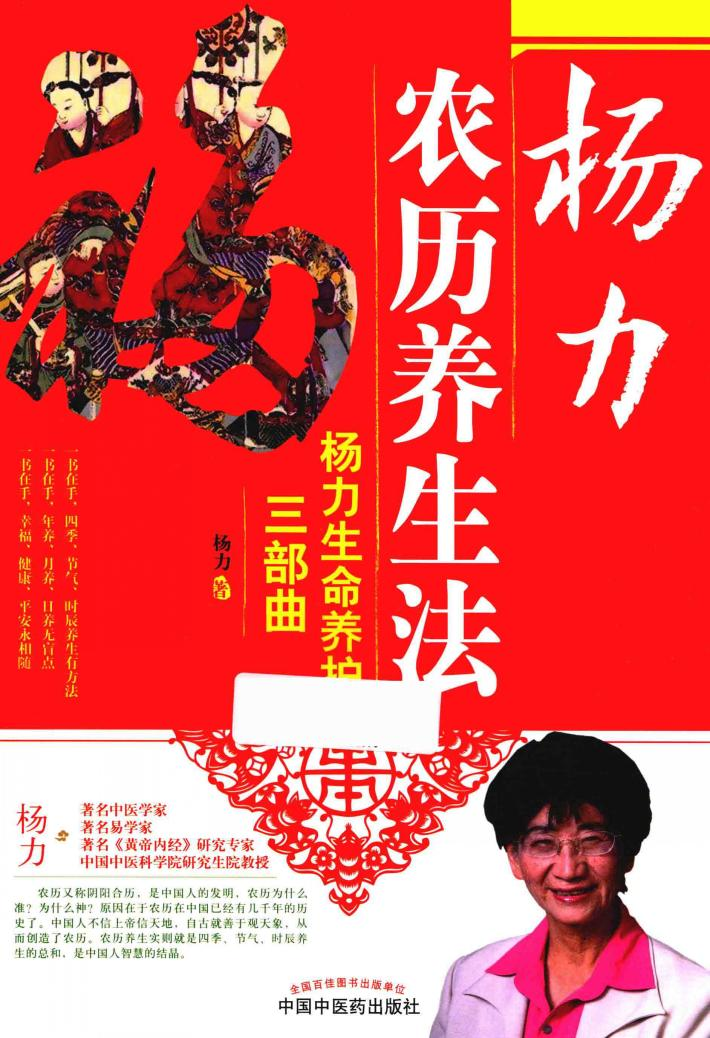 杨力
农历养生法
杨力生命养护
三部曲
杨力 著
一书在手，四季、节气、时辰养生有方法
一书在手，年养、月养、日养无盲点
一书在手，幸福、健康、平安永相随
福
杨力
著名中医学家
著名易学家
著名《黄帝内经》研究专家
中国中医科学院研究生院教授
农历又称阴阳合历，是中国人的发明，农历为什么
准？为什么神？原因在于农历在中国已经有几千年的历
史了。中国人不信上帝信天地，自古就善于观天象，从
而创造了农历。农历养生实则就是四季、节气、时辰养
生的总和，是中国人智慧的结晶。
全国百佳图书出版单位
中国中医药出版社